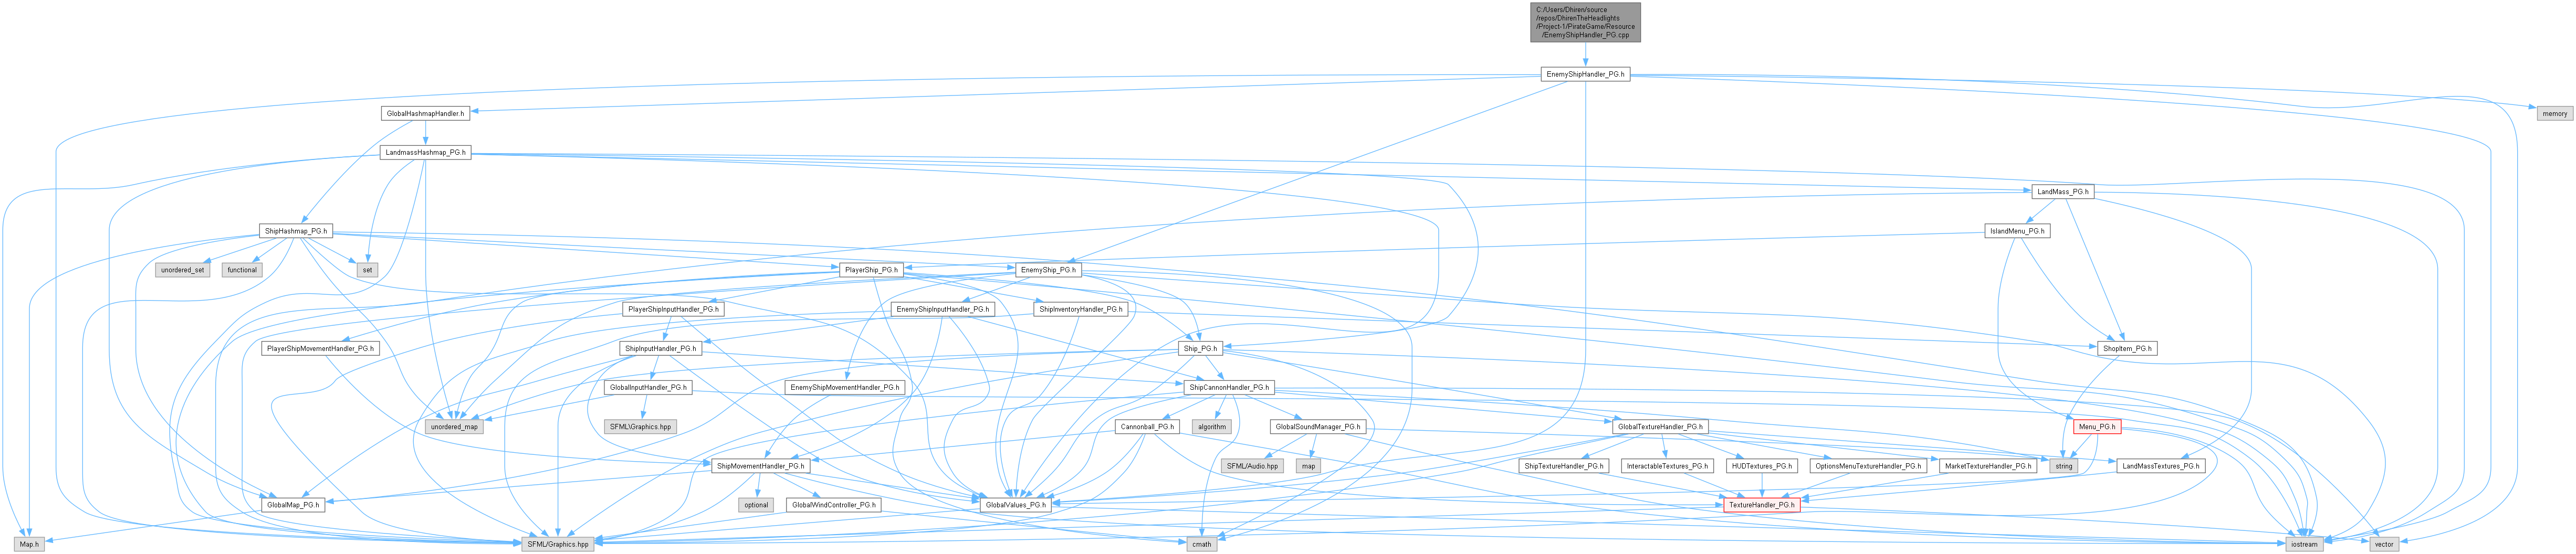 C:/Users/Dhiren/source
/repos/DhirenTheHeadlights
/Project-1/PirateGame/Resource
/EnemyShipHandler_PG.cpp
EnemyShipHandler_PG.h
GlobalHashmapHandler.h
memory
LandmassHashmap_PG.h
LandMass_PG.h
ShipHashmap_PG.h
IslandMenu_PG.h
unordered_set
functional
set
PlayerShip_PG.h
EnemyShip_PG.h
PlayerShipInputHandler_PG.h
EnemyShipInputHandler_PG.h
ShipInventoryHandler_PG.h
PlayerShipMovementHandler_PG.h
ShipInputHandler_PG.h
Ship_PG.h
ShopItem_PG.h
GlobalInputHandler_PG.h
EnemyShipMovementHandler_PG.h
ShipCannonHandler_PG.h
unordered_map
SFML\Graphics.hpp
Cannonball_PG.h
algorithm
GlobalSoundManager_PG.h
GlobalTextureHandler_PG.h
Menu_PG.h
ShipMovementHandler_PG.h
SFML/Audio.hpp
map
ShipTextureHandler_PG.h
InteractableTextures_PG.h
HUDTextures_PG.h
OptionsMenuTextureHandler_PG.h
MarketTextureHandler_PG.h
string
LandMassTextures_PG.h
GlobalMap_PG.h
optional
GlobalWindController_PG.h
GlobalValues_PG.h
TextureHandler_PG.h
Map.h
SFML/Graphics.hpp
cmath
iostream
vector